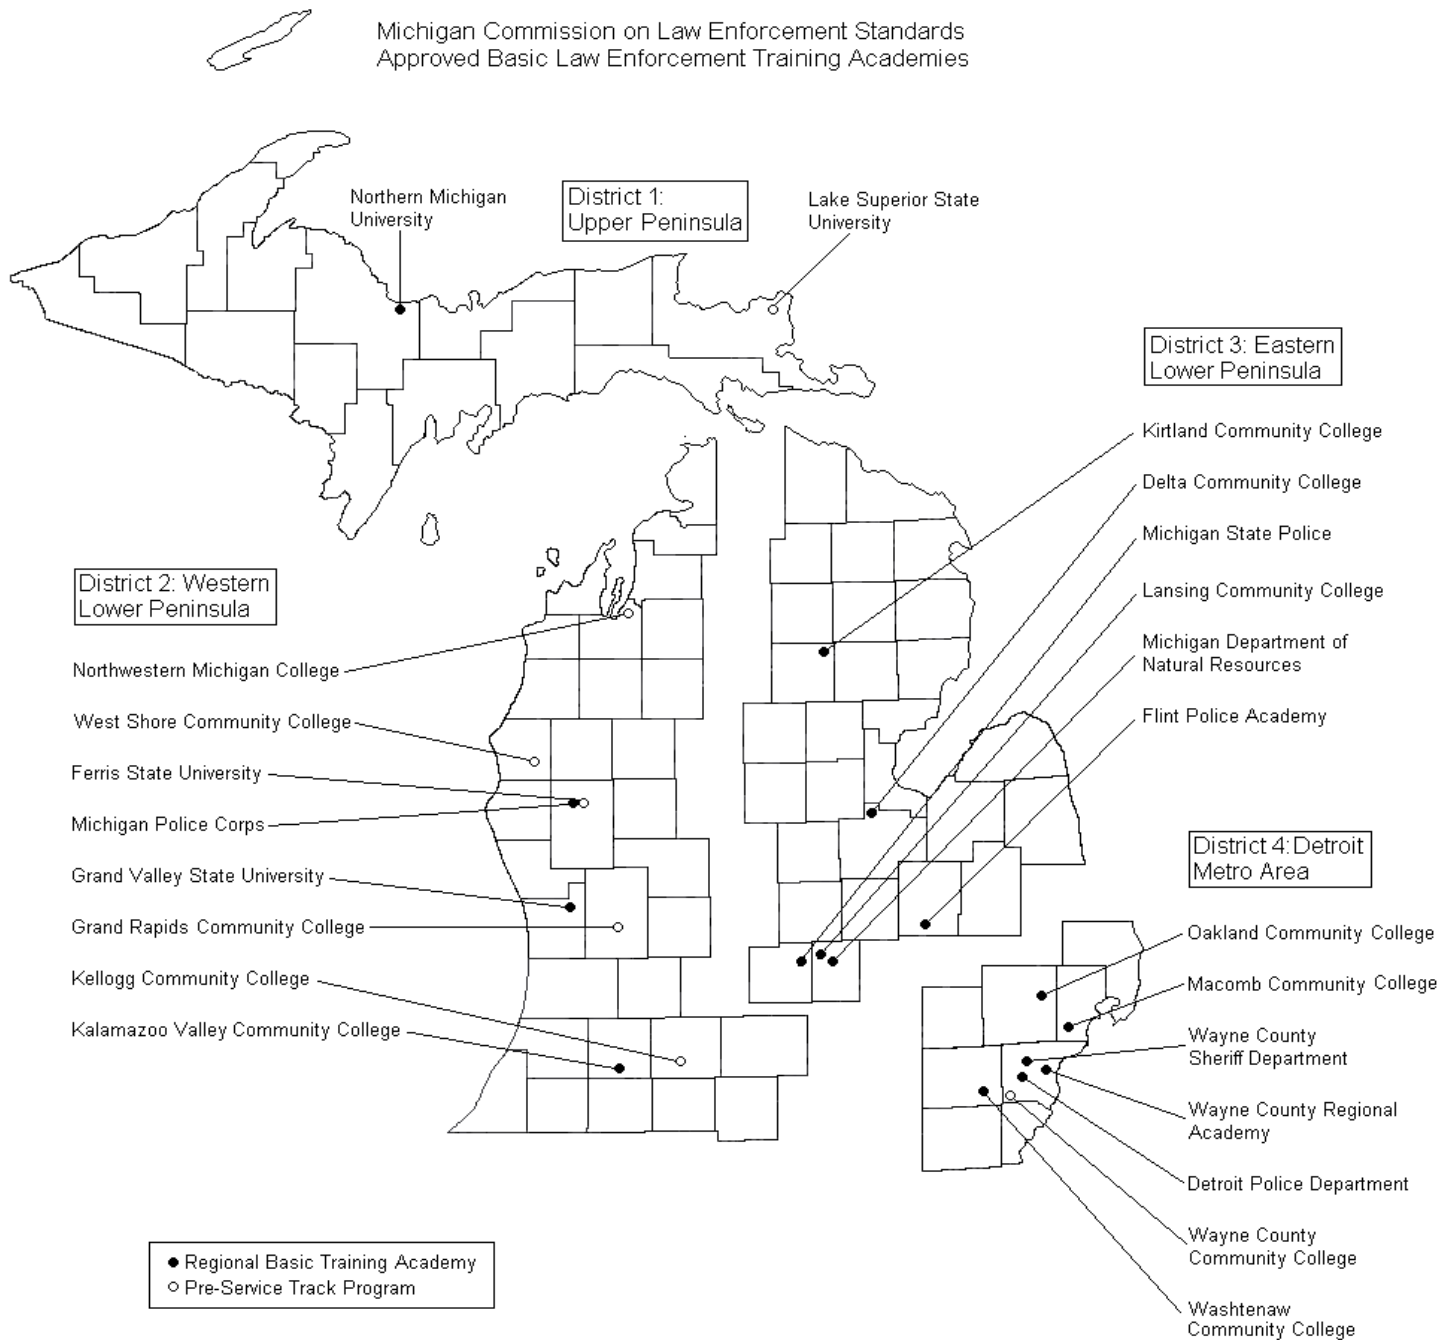 Michigan Commission on Law Enforcement Standards
Approved Basic Law Enforcement Training Academies
Northern Michigan
University
District 1:
Upper Peninsula
Lake Superior State
University
District 3: Eastern
Lower Peninsula
Kirtland Community College
Delta Community College
Michigan State Police
Lansing Community College
Michigan Department of
Natural Resources
Flint Police Academy
District 2: Western
Lower Peninsula
Northwestern Michigan College
West Shore Community College
Ferris State University
Michigan Police Corps
Grand Valley State University
Grand Rapids Community College
Kellogg Community College
Kalamazoo Valley Community College
District 4: Detroit
Metro Area
Oakland Community College
Macomb Community College
Wayne County
Sheriff Department
Wayne County Regional
Academy
Detroit Police Department
Wayne County
Community College
Washtenaw
Community College
Regional Basic Training Academy
Pre-Service Track Program